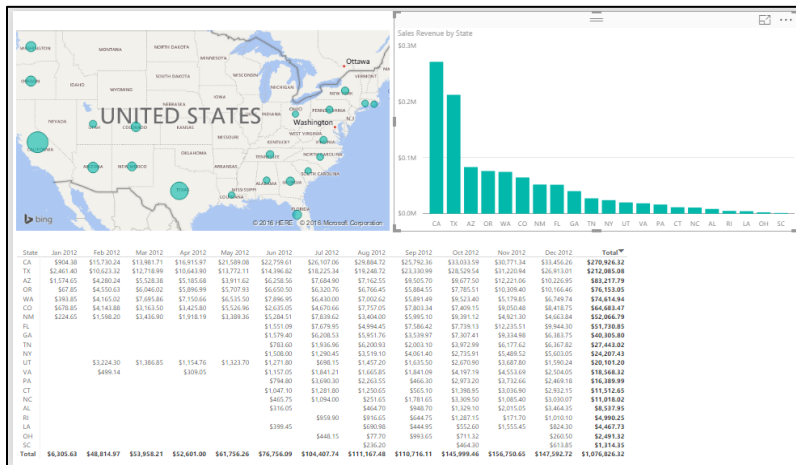 Sales Revenue by State
$0.3M
$0.2M
$0.1M
$0.0M
CA TX AZ OR WA CO NM FL GA TN NY UT VA PA CT NC AL RI LA OH SC
WASHINGTON
MONTANA
NORTH DAKOTA
MINNESOTA
Ottawa
VERMONT
OREGON
IDAHO
WYOMING
SOUTH DAKOTA
WISCONSIN
MICHIGAN
NEW YORK
IOWA
UNITED STATES
NEVADA
UTAH
COLORADO
KANSAS
MISSOURI
INDIANA
OHIO
PENNSYLVANIA
N.J.
Washington
WEST VIRGINIA
KENTUCKY
CALIFORNIA
ARIZONA
NEW MEXICO
OKLAHOMA
ARKANSAS
TENNESSEE
NORTH CAROLINA
SOUTH CAROLINA
MISSISSIPPI
ALABAMA
TEXAS
LOUISIANA
FLORIDA
bing
© 2016 HERE © 2016 Microsoft Corporation
State Jan 2012 Feb 2012 Mar 2012 Apr 2012 May 2012 Jun 2012 Jul 2012 Aug 2012 Sep 2012 Oct 2012 Nov 2012 Dec 2012 Total
CA $904.38 $15,730.24 $13,981.71 $16,915.97 $21,589.08 $22,759.61 $26,107.06 $29,884.72 $25,792.36 $33,033.59 $30,771.34 $33,456.26 $270,926.32
TX $2,461.40 $10,623.32 $12,718.99 $10,643.90 $13,772.11 $14,396.82 $18,225.34 $19,248.72 $23,330.99 $28,529.54 $31,220.94 $26,913.01 $212,085.08
AZ $1,574.65 $4,280.24 $5,528.38 $5,185.68 $3,911.62 $6,258.56 $7,684.90 $7,162.55 $9,505.70 $9,677.50 $12,221.06 $10,226.95 $83,217.79
OR $67.85 $4,550.63 $6,046.02 $5,896.99 $5,707.93 $6,650.50 $6,320.76 $6,766.45 $5,884.55 $7,785.51 $10,309.40 $10,166.46 $76,153.05
WA $393.85 $4,165.02 $7,695.86 $7,150.66 $6,535.50 $7,896.95 $6,430.00 $7,002.62 $5,891.49 $9,523.40 $5,179.85 $6,749.74 $74,614.94
CO $678.85 $4,143.88 $3,163.50 $3,425.80 $5,526.96 $2,635.05 $4,670.66 $7,757.05 $7,803.34 $7,409.15 $9,050.48 $8,418.75 $64,683.47
NM $224.65 $1,598.20 $3,436.90 $1,918.19 $3,389.36 $5,284.51 $7,839.62 $3,404.00 $5,995.10 $9,391.12 $4,921.30 $4,663.84 $52,066.79
FL $1,551.09 $7,679.95 $4,994.45 $7,586.42 $7,739.13 $12,235.51 $9,944.30 $51,730.85
GA $1,579.40 $6,208.53 $5,951.76 $3,539.97 $7,307.41 $9,334.98 $6,383.75 $40,305.80
TN $783.60 $1,936.96 $6,200.93 $2,003.10 $3,972.99 $6,177.62 $6,367.82 $27,443.02
NY $1,508.00 $1,290.45 $3,519.10 $4,061.40 $2,735.91 $5,489.52 $5,603.05 $24,207.43
UT $3,224.30 $1,386.85 $1,154.76 $1,323.70 $1,271.80 $698.15 $1,457.20 $1,635.50 $2,670.90 $3,687.80 $1,590.24 $20,101.20
VA $499.14 $309.05 $1,157.05 $1,841.21 $1,665.85 $1,841.09 $4,197.19 $4,553.69 $2,504.05 $18,568.32
PA $794.80 $3,690.30 $2,263.55 $466.30 $2,973.20 $3,732.66 $2,469.18 $16,389.99
CT $1,047.10 $1,281.80 $1,250.65 $565.10 $1,398.95 $3,036.90 $2,932.15 $11,512.65
NC $465.75 $1,094.00 $251.65 $1,781.65 $3,309.50 $1,085.40 $3,030.07 $11,018.02
AL $316.05 $464.70 $948.70 $1,329.10 $2,015.05 $3,464.35 $8,537.95
RI $959.90 $816.65 $644.75 $1,287.15 $171.70 $1,010.10 $4,990.25
LA $399.45 $690.98 $444.95 $552.60 $1,555.45 $824.30 $4,467.73
OH $448.15 $77.70 $993.65 $711.32 $260.50 $2,491.32
SC $236.20 $464.30 $613.85 $1,314.35
Total $6,305.63 $48,814.97 $53,958.21 $52,601.00 $61,756.26 $76,756.09 $104,407.74 $111,167.48 $110,716.11 $145,999.46 $156,750.65 $147,592.72 $1,076,826.32